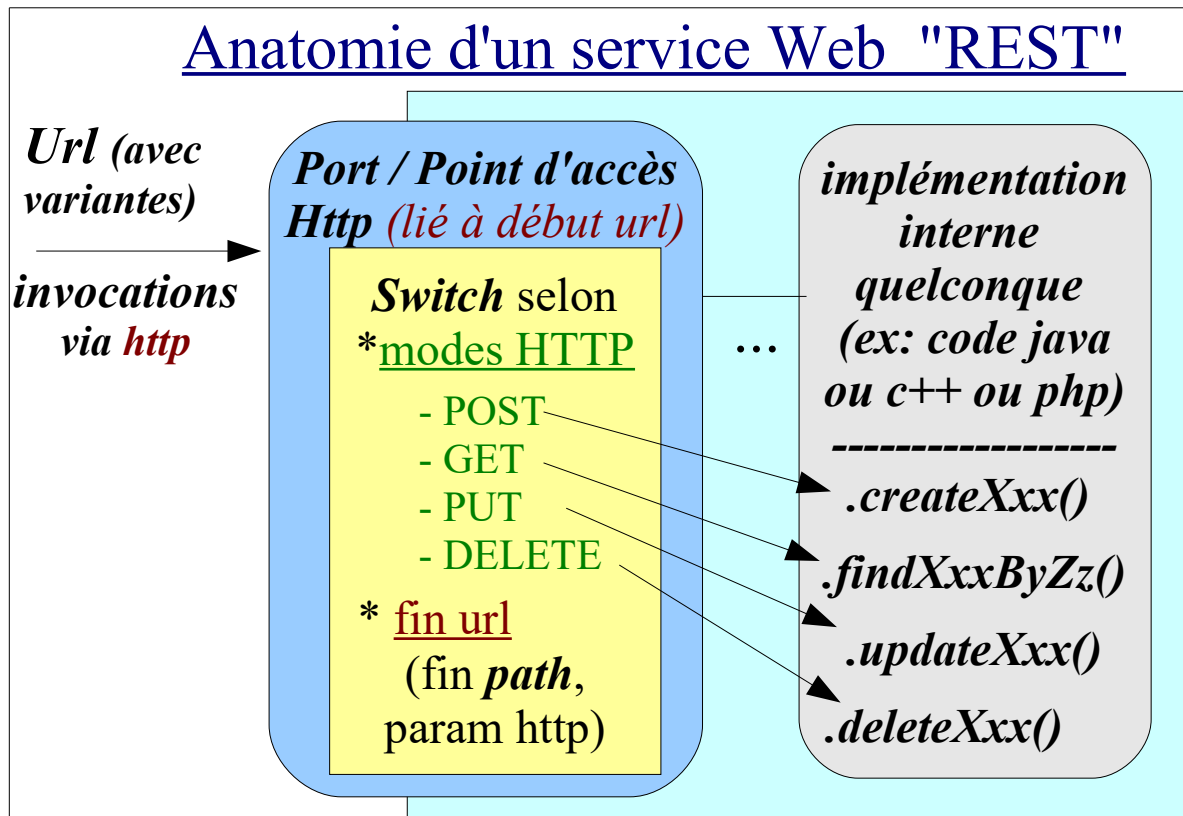 Anatomie d'un service Web "REST"
Url (avec
variantes)
invocations
via http
Port / Point d'accès
Http (lié à début url)
Switch selon
*modes HTTP
- POST
- GET
- PUT
- DELETE
* fin url
(fin path,
param http)
...
implémentation
interne
quelconque
(ex: code java
ou c++ ou php)
------------------
.createXxx()
.findXxxByZz()
.updateXxx()
.deleteXxx()